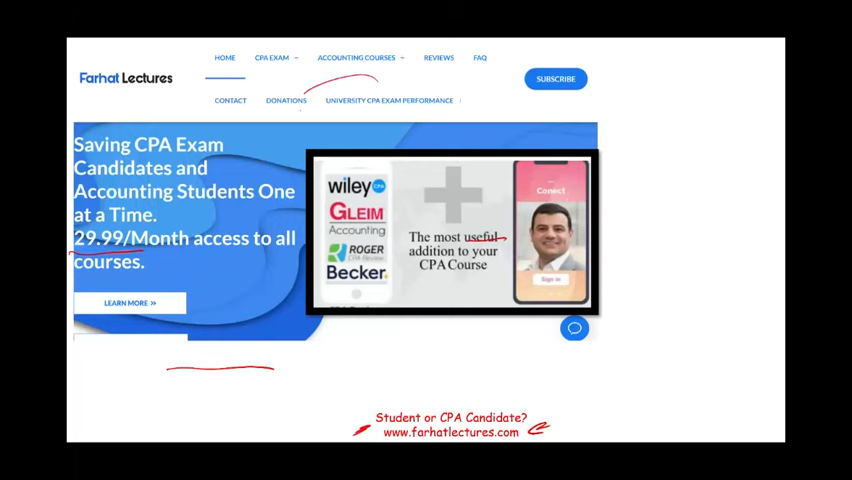 HOME CPA EXAM ACCOUNTING COURSES REVIEWS FAQ
Farhat Lectures
SUBSCRIBE
CONTACT DONATIONS UNIVERSITY CPA EXAM PERFORMANCE
Saving CPA Exam
Candidates and
Accounting Students One
at a Time.
29.99/Month access to all
courses.
LEARN MORE »
wiley CPA
GLEIM
Accounting
ROGER
CPA Review
Becker
The most useful
addition to your
CPA Course
Conect
Sign in
Student or CPA Candidate?
www.farhatlectures.com